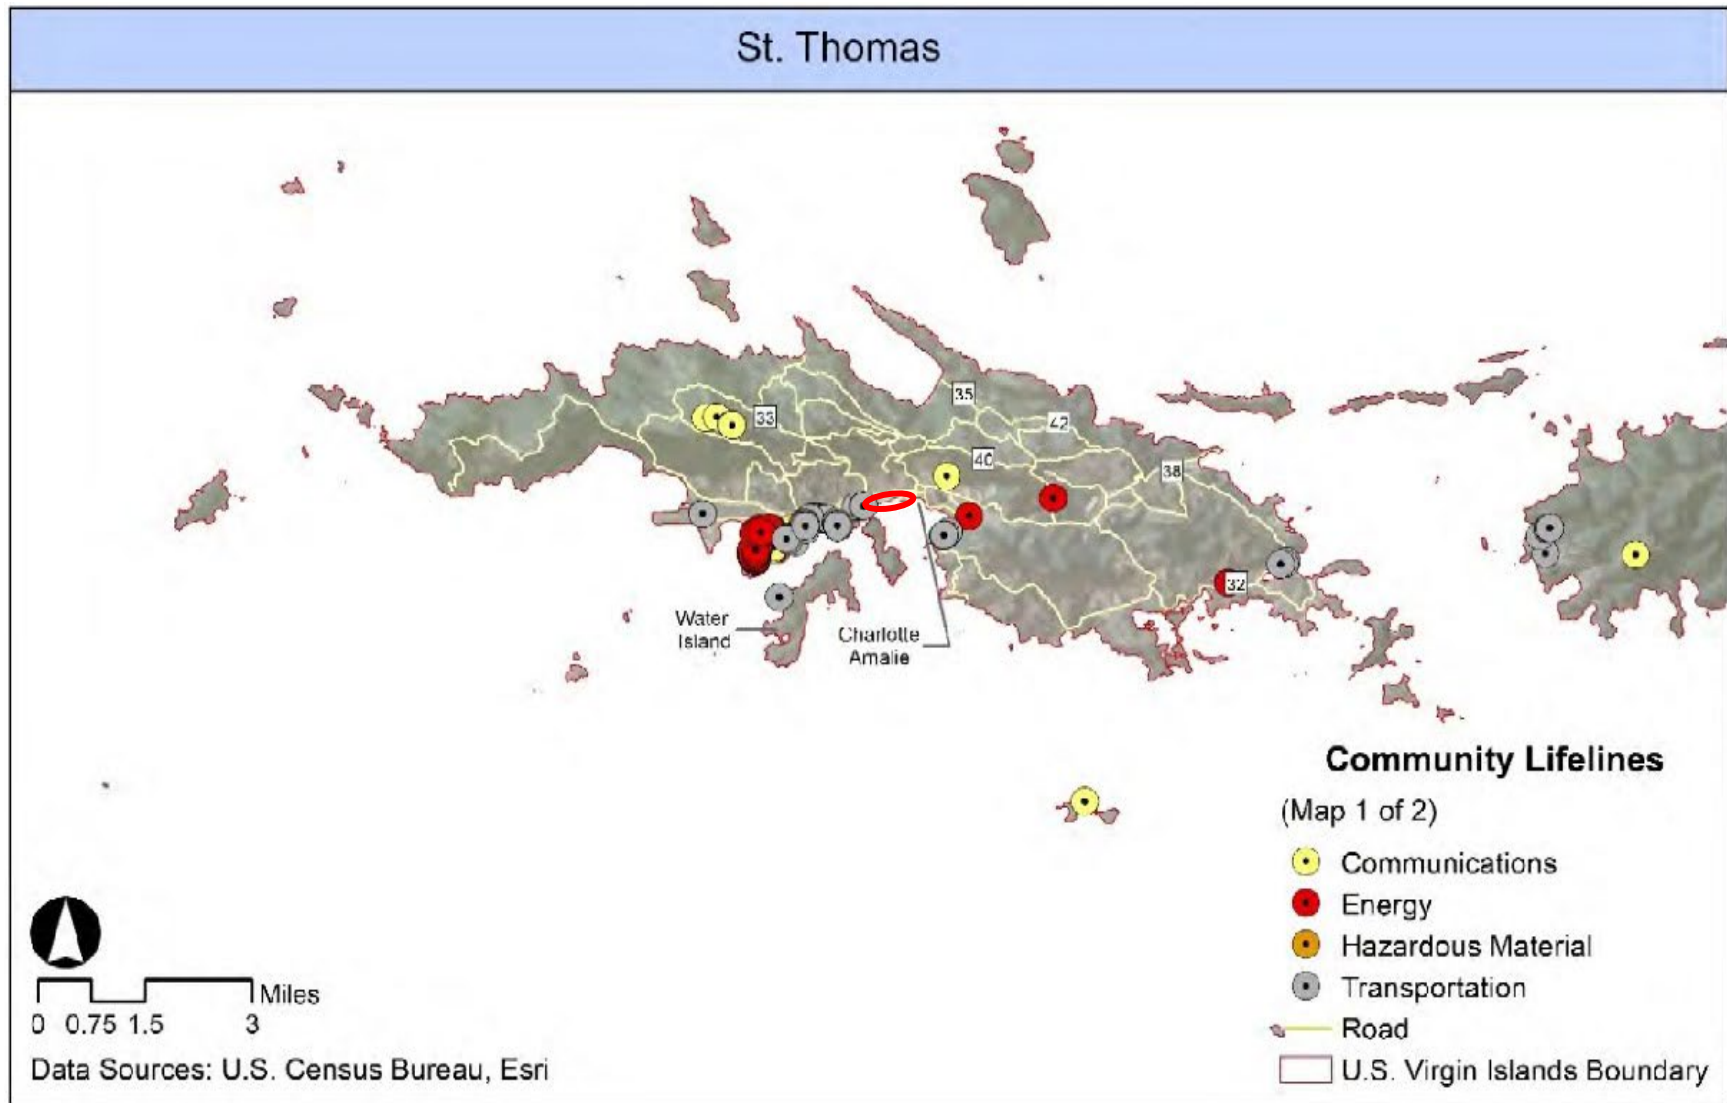 St. Thomas
35
33
42
40
38
32
Water
Island
Charlotte
Amalie
Community Lifelines
(Map 1 of 2)
Communications
Energy
Hazardous Material
Transportation
Road
U.S. Virgin Islands Boundary
Miles
0 0.75 1.5 3
Data Sources: U.S. Census Bureau, Esri